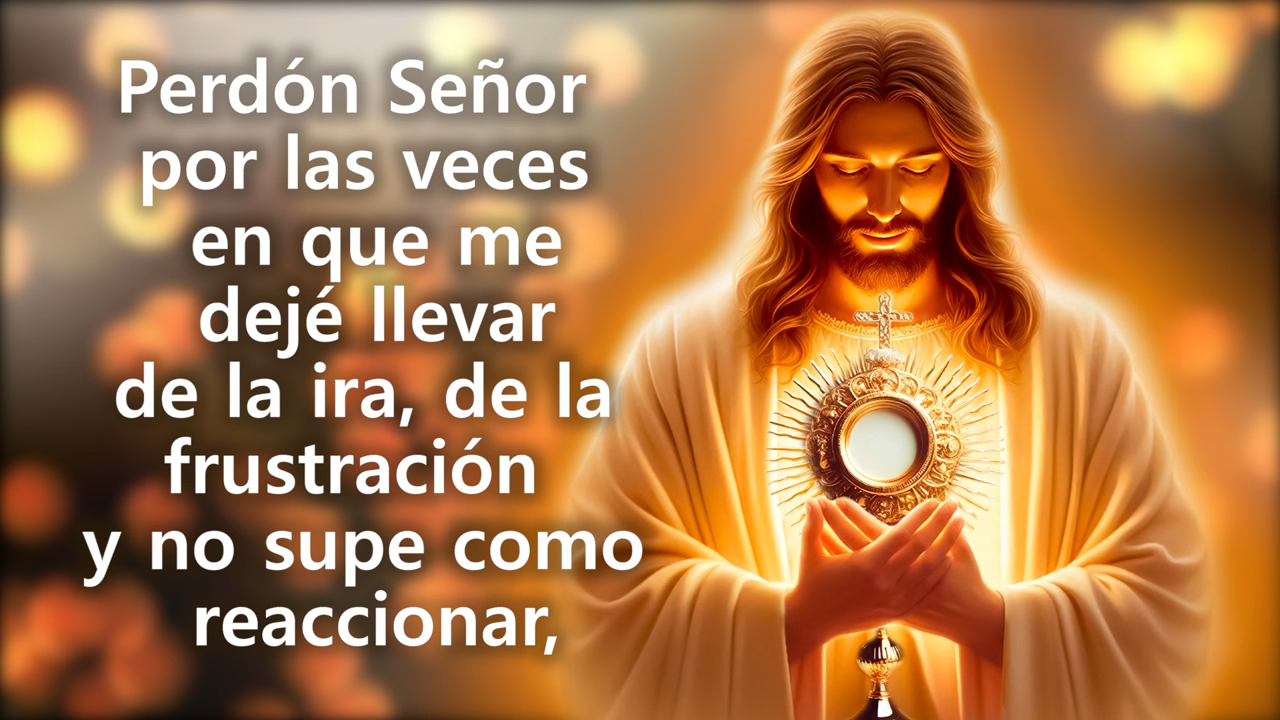 Perdón Señor
por las veces
en que me
dejé llevar
de la ira, de la
frustración
y no supe como
reaccionar,